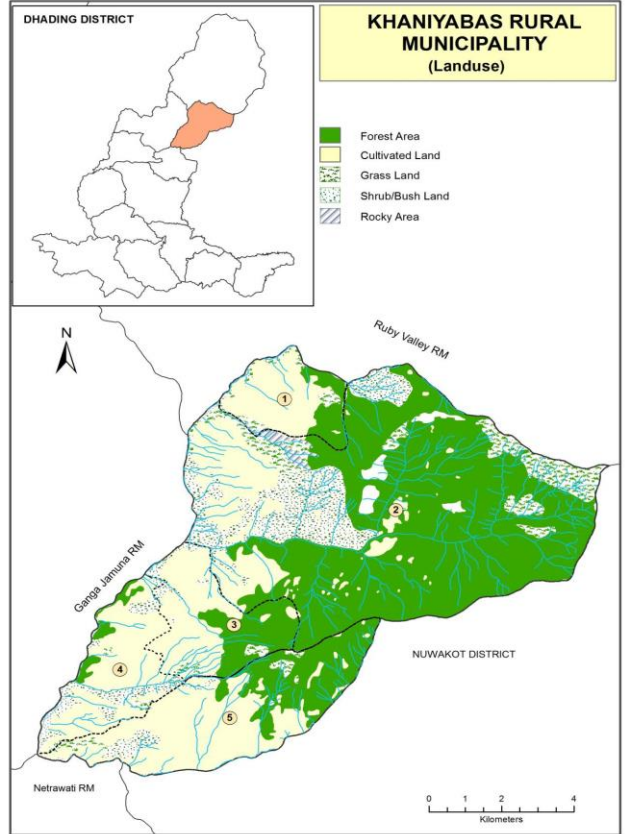 DHADING DISTRICT
KHANIYABAS RURAL
MUNICIPALITY
(Landuse)
Forest Area
Cultivated Land
Grass Land
Shrub/Bush Land
Rocky Area
N
Ruby Valley RM
1
2
Ganga Jamuna RM
3
NUWAKOT DISTRICT
4
5
Netrawati RM
0 1 2 4
Kilometers